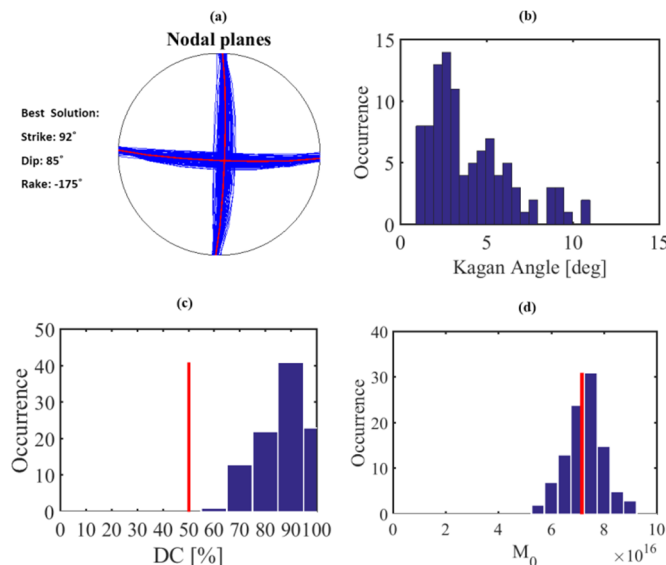 (a)
Nodal planes
Best Solution:
Strike: 92°
Dip: 85°
Rake: -175°
(b)
15
10
5
0
Occurrence
0 5 10 15
Kagan Angle [deg]
(c)
50
40
30
20
10
0
Occurrence
0 10 20 30 40 50 60 70 80 90 100
DC [%]
(d)
40
30
20
10
0
Occurrence
0 2 4 6 8 10
M₀ ×10¹⁶